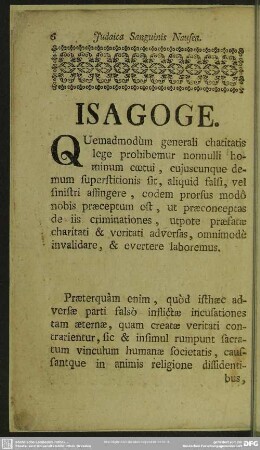 6 Judaica Sanguinis Nausea.
ISAGOGE.
QUemadmodùm generali charitatis
lege prohibemur nonnulli ho-
minum cœtui, cujuscunque de-
mum superstitionis sit, aliquid falsi, vel
sinistri affingere, eodem prorsus modô
nobis præceptum est, ut præconceptas
de iis criminationes, utpote præfatæ
charitati & veritati adversas, omnimodè
invalidare, & evertere laboremus.
Præterquàm enim, quòd isthæc ad-
versæ parti falsò inflictæ incusationes
tam æternæ, quam creatæ veritati con-
trarientur, sic & insimul rumpunt sacra-
tum vinculum humanæ societatis, caus-
santque in animis religione dissidenti-
bus,